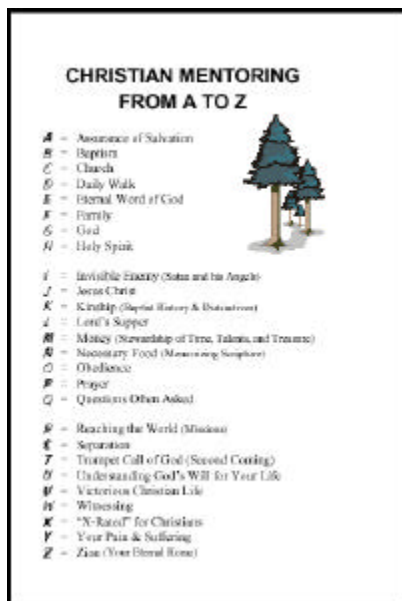 CHRISTIAN MENTORING
FROM A TO Z
A = Assurance of Salvation
B = Baptism
C = Church
D = Daily Walk
E = Eternal Word of God
F = Family
G = God
H = Holy Spirit
I = Invisible Enemy (Satan and his Angels)
J = Jesus Christ
K = Kinship (Baptist History & Distinctives)
L = Lord's Supper
M = Money (Stewardship of Time, Talents, and Treasure)
N = Necessary Food (Memorizing Scripture)
O = Obedience
P = Prayer
Q = Questions Often Asked
R = Reaching the World (Missions)
S = Separation
T = Trumpet Call of God (Second Coming)
U = Understanding God's Will for Your Life
V = Victorious Christian Life
W = Witnessing
X = "X-Rated" for Christians
Y = Your Pain & Suffering
Z = Zion (Your Eternal Home)